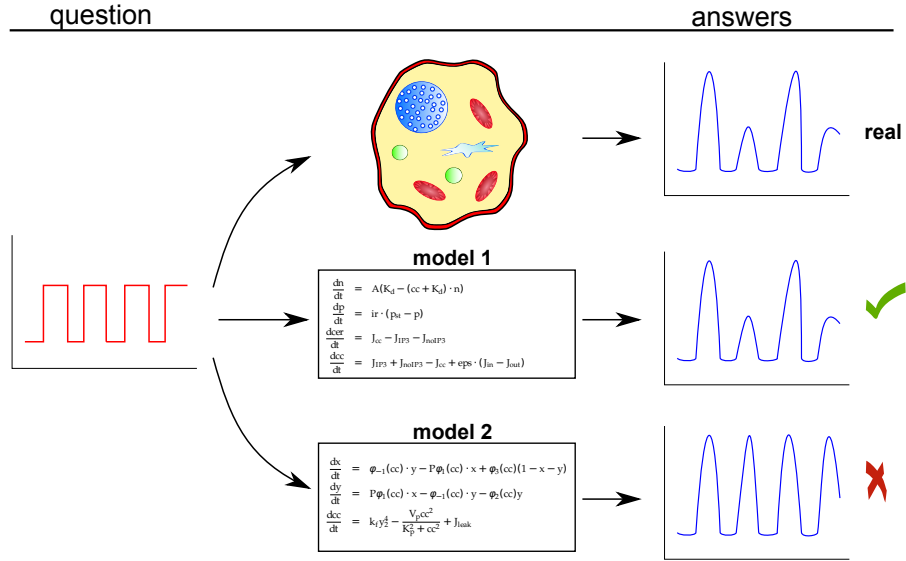 question answers
real
model 1
dn/dt = A(K_d − (cc + K_d) · n)
dp/dt = ir · (p_st − p)
dcer/dt = J_cc − J_IP3 − J_noIP3
dcc/dt = J_IP3 + J_noIP3 − J_cc + eps · (J_in − J_out)
model 2
dx/dt = φ_−1(cc) · y − Pφ_1(cc) · x + φ_3(cc)(1 − x − y)
dy/dt = Pφ_1(cc) · x − φ_−1(cc) · y − φ_2(cc)y
dcc/dt = k_f y_2^4 − V_p cc^2/(K_p^2 + cc^2) + J_leak